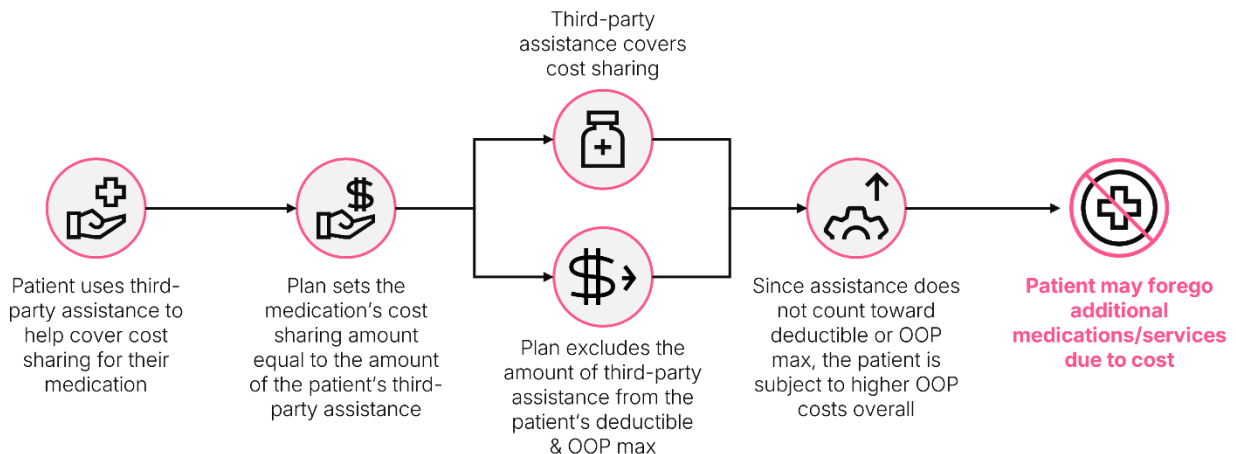 Patient uses third-
party assistance to
help cover cost
sharing for their
medication
Plan sets the
medication's cost
sharing amount
equal to the amount
of the patient's third-
party assistance
Third-party
assistance covers
cost sharing
Plan excludes the
amount of third-party
assistance from the
patient's deductible
& OOP max
Since assistance does
not count toward
deductible or OOP
max, the patient is
subject to higher OOP
costs overall
Patient may forego
additional
medications/services
due to cost